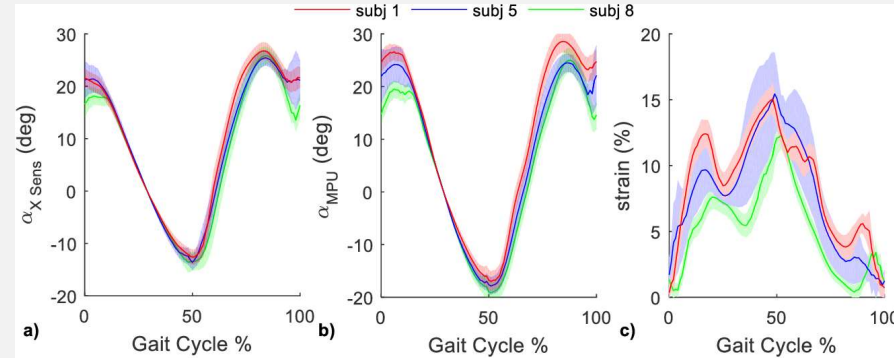 subj 1 subj 5 subj 8
30
20
10
0
-10
-20
α X Sens (deg)
0 50 100
a) Gait Cycle %
30
20
10
0
-10
-20
α MPU (deg)
0 50 100
b) Gait Cycle %
20
15
10
5
0
strain (%)
0 50 100
c) Gait Cycle %